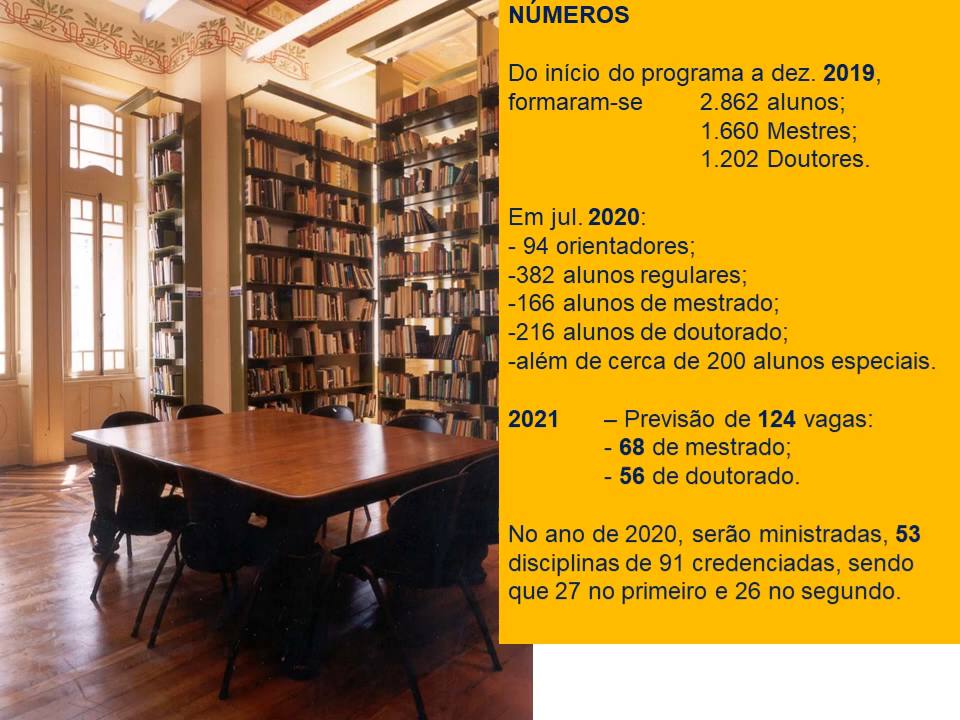 NÚMEROS
Do início do programa a dez. 2019,
formaram-se 2.862 alunos;
1.660 Mestres;
1.202 Doutores.
Em jul. 2020:
- 94 orientadores;
-382 alunos regulares;
-166 alunos de mestrado;
-216 alunos de doutorado;
-além de cerca de 200 alunos especiais.
2021 – Previsão de 124 vagas:
- 68 de mestrado;
- 56 de doutorado.
No ano de 2020, serão ministradas, 53
disciplinas de 91 credenciadas, sendo
que 27 no primeiro e 26 no segundo.